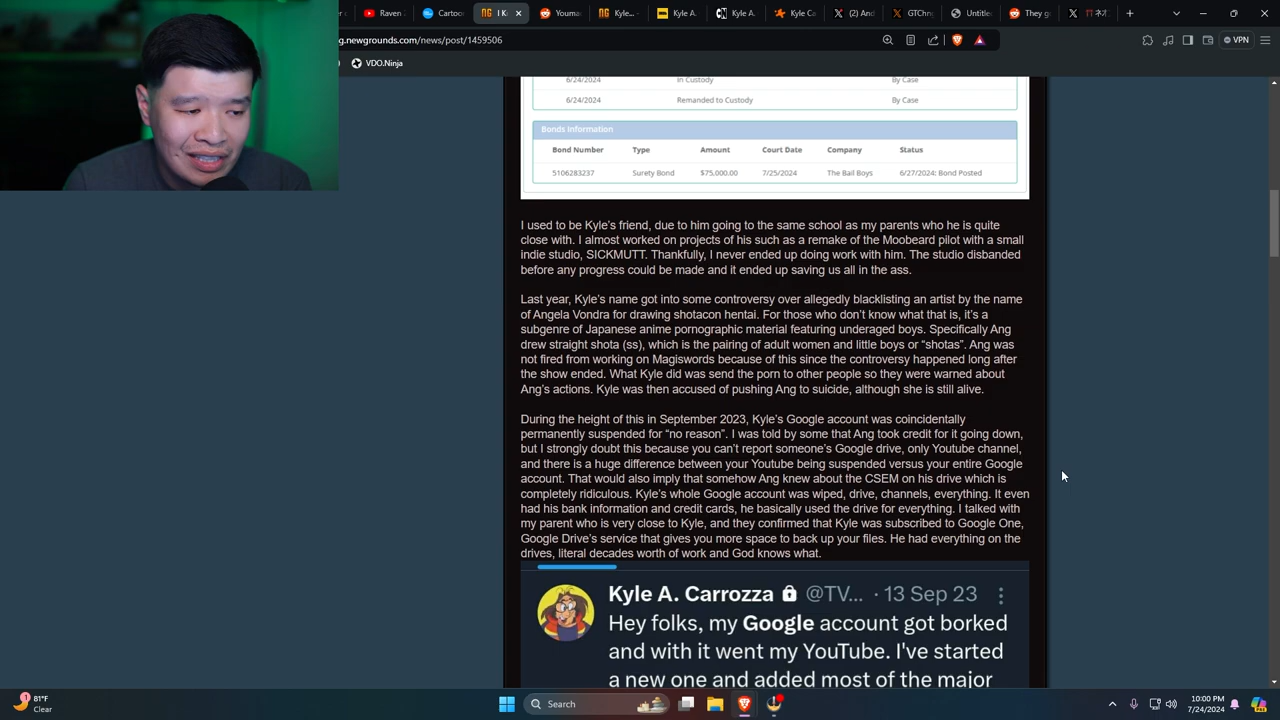 Raven
Cartoo
I k
Youma
Kyle...
Kyle A.
Kyle A.
Kyle Ca
(2) And
GTChng
Untitle
They g
g.newgrounds.com/news/post/1459506
VPN
VDO.Ninja
6/24/2024 In Custody By Case
6/24/2024 Remanded to Custody By Case
Bonds Information
Bond Number Type Amount Court Date Company Status
5106283237 Surety Bond $75,000.00 7/25/2024 The Bail Boys 6/27/2024: Bond Posted
I used to be Kyle's friend, due to him going to the same school as my parents who he is quite
close with. I almost worked on projects of his such as a remake of the Moobeard pilot with a small
indie studio, SICKMUTT. Thankfully, I never ended up doing work with him. The studio disbanded
before any progress could be made and it ended up saving us all in the ass.
Last year, Kyle's name got into some controversy over allegedly blacklisting an artist by the name
of Angela Vondra for drawing shotacon hentai. For those who don't know what that is, it's a
subgenre of Japanese anime pornographic material featuring underaged boys. Specifically Ang
drew straight shota (ss), which is the pairing of adult women and little boys or “shotas”. Ang was
not fired from working on Magiswords because of this since the controversy happened long after
the show ended. What Kyle did was send the porn to other people so they were warned about
Ang's actions. Kyle was then accused of pushing Ang to suicide, although she is still alive.
During the height of this in September 2023, Kyle's Google account was coincidentally
permanently suspended for “no reason”. I was told by some that Ang took credit for it going down,
but I strongly doubt this because you can't report someone's Google drive, only Youtube channel,
and there is a huge difference between your Youtube being suspended versus your entire Google
account. That would also imply that somehow Ang knew about the CSEM on his drive which is
completely ridiculous. Kyle's whole Google account was wiped, drive, channels, everything. It even
had his bank information and credit cards, he basically used the drive for everything. I talked with
my parent who is very close to Kyle, and they confirmed that Kyle was subscribed to Google One,
Google Drive's service that gives you more space to back up your files. He had everything on the
drives, literal decades worth of work and God knows what.
Kyle A. Carrozza @TV... · 13 Sep 23
Hey folks, my Google account got borked
and with it went my YouTube. I've started
a new one and added most of the major
81°F
Clear
Search
10:00 PM
7/24/2024